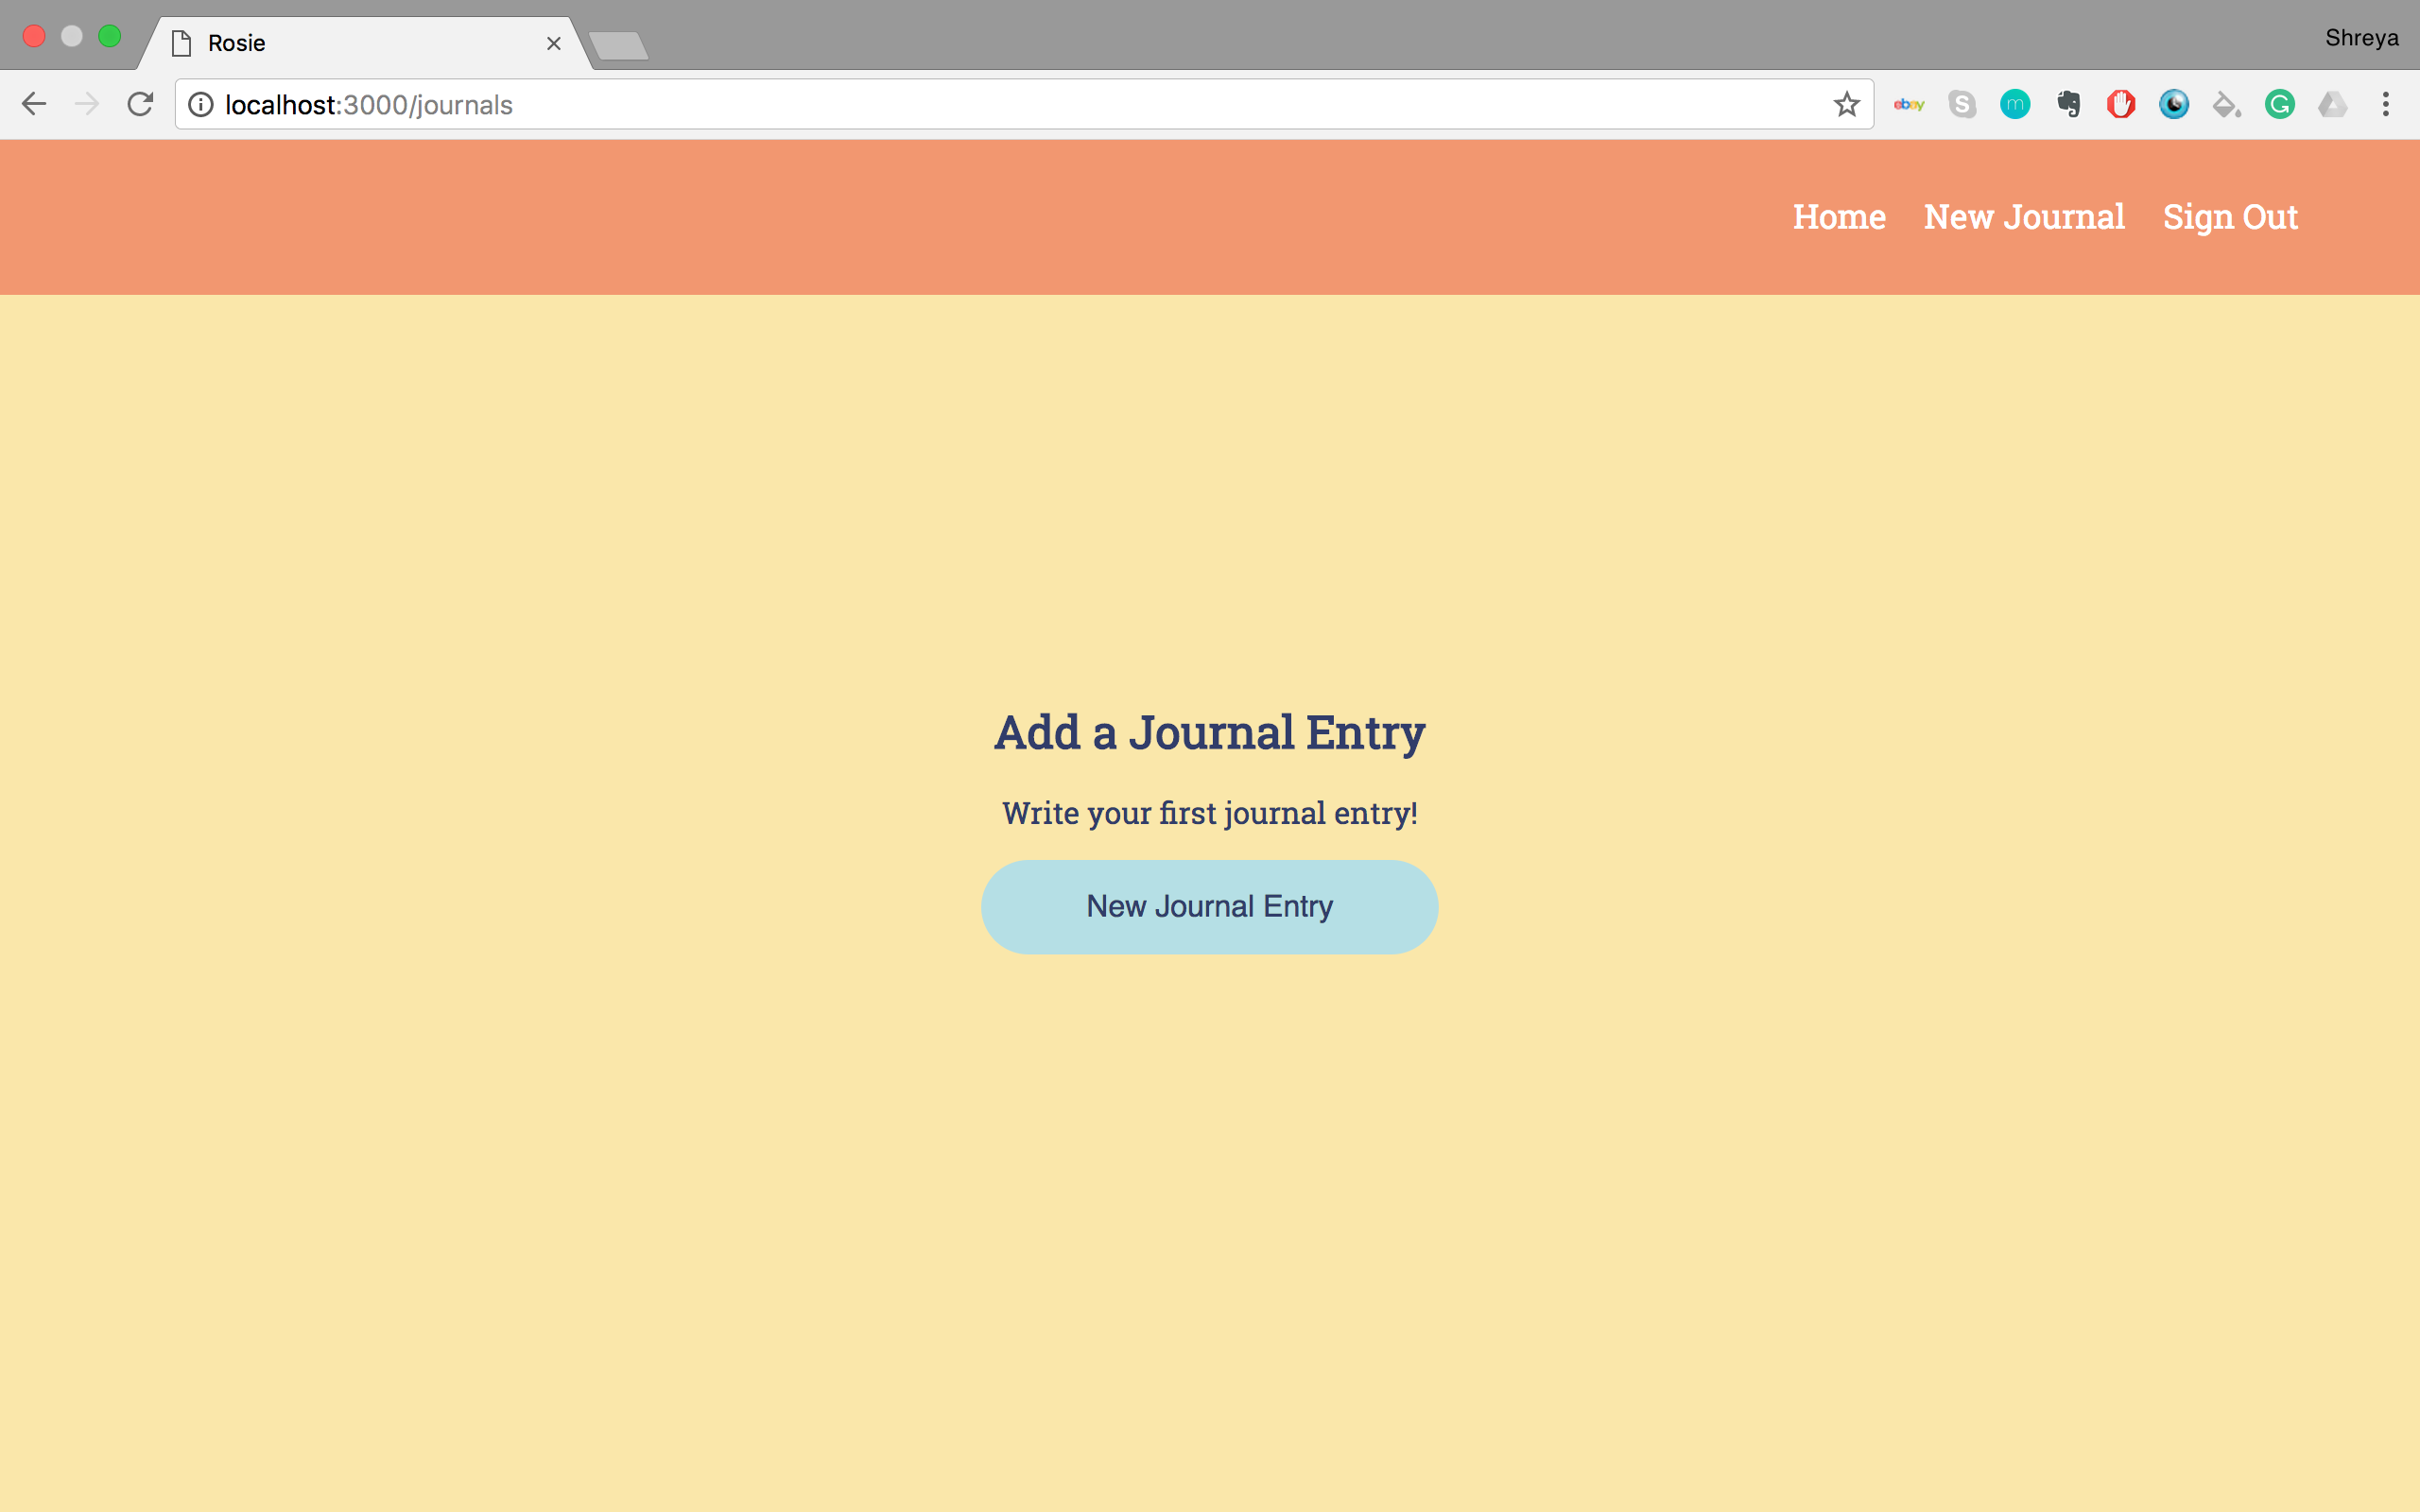 Rosie
Shreya
localhost:3000/journals
ebay
S
m
G
Home New Journal Sign Out
Add a Journal Entry
Write your first journal entry!
New Journal Entry